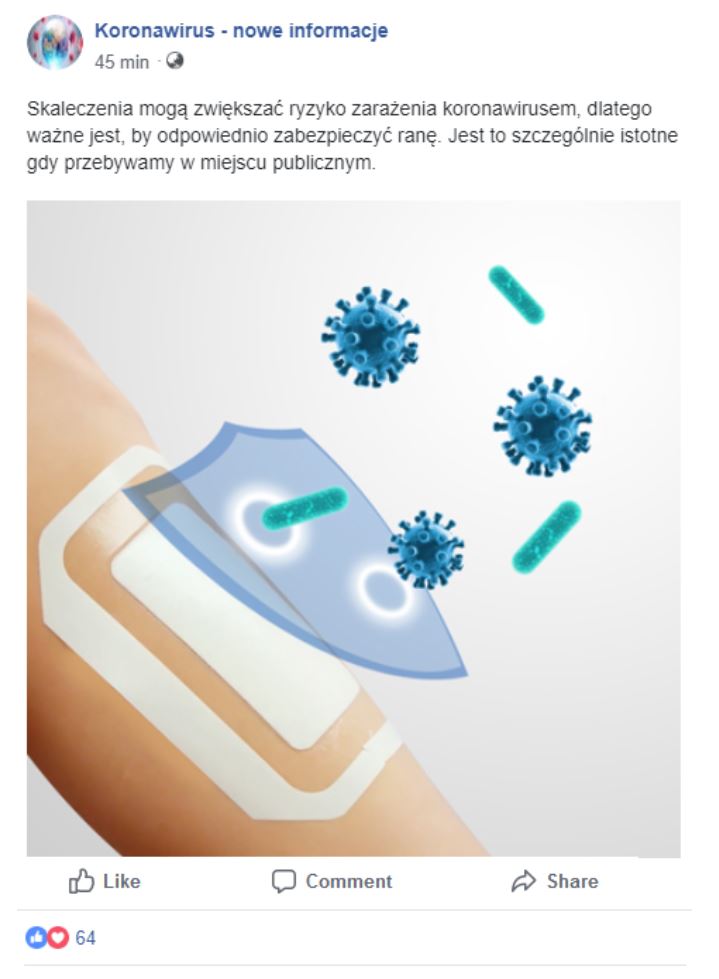 Koronawirus - nowe informacje
45 min ·
Skaleczenia mogą zwiększać ryzyko zarażenia koronawirusem, dlatego
ważne jest, by odpowiednio zabezpieczyć ranę. Jest to szczególnie istotne
gdy przebywamy w miejscu publicznym.
Like Comment Share
64